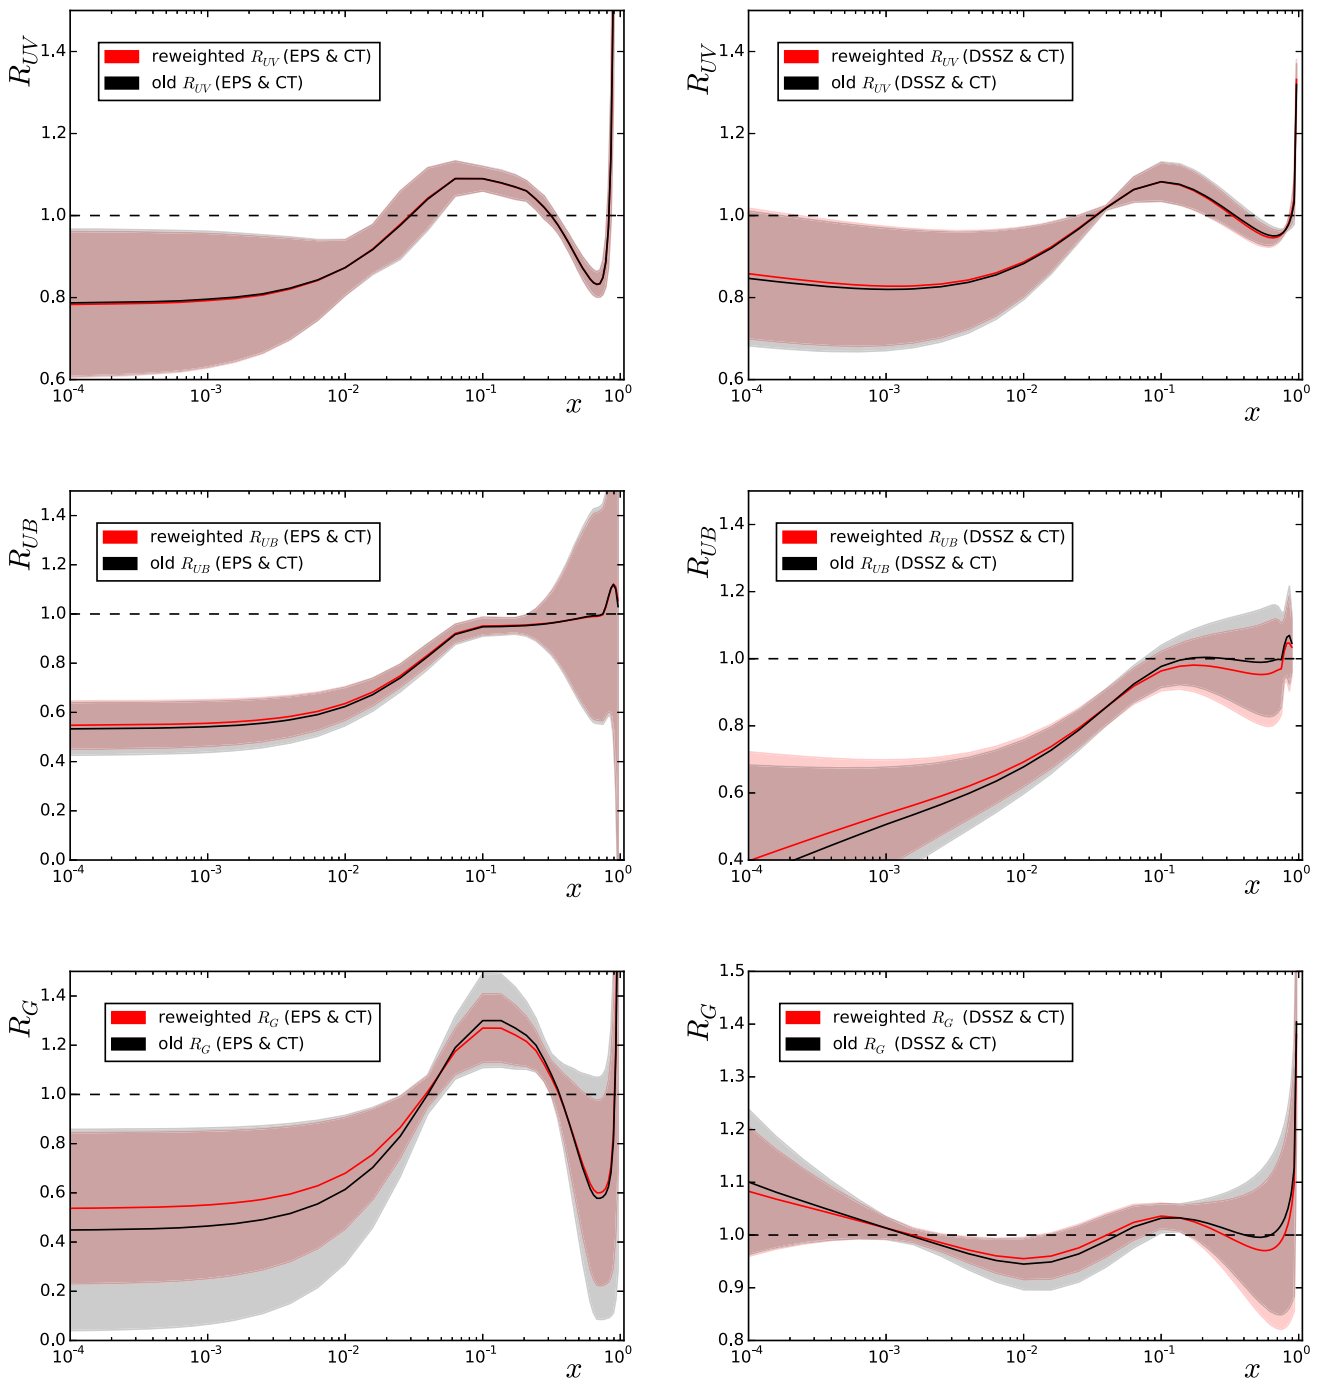 R_UV
1.4
1.2
1.0
0.8
0.6
reweighted R_UV (EPS & CT)
old R_UV (EPS & CT)
10^-4 10^-3 10^-2 10^-1 10^0
x
R_UV
1.4
1.2
1.0
0.8
0.6
reweighted R_UV (DSSZ & CT)
old R_UV (DSSZ & CT)
10^-4 10^-3 10^-2 10^-1 10^0
x
R_UB
1.4
1.2
1.0
0.8
0.6
0.4
0.2
0.0
reweighted R_UB (EPS & CT)
old R_UB (EPS & CT)
10^-4 10^-3 10^-2 10^-1 10^0
x
R_UB
1.4
1.2
1.0
0.8
0.6
0.4
reweighted R_UB (DSSZ & CT)
old R_UB (DSSZ & CT)
10^-4 10^-3 10^-2 10^-1 10^0
x
R_G
1.4
1.2
1.0
0.8
0.6
0.4
0.2
0.0
reweighted R_G (EPS & CT)
old R_G (EPS & CT)
10^-4 10^-3 10^-2 10^-1 10^0
x
R_G
1.5
1.4
1.3
1.2
1.1
1.0
0.9
0.8
reweighted R_G (DSSZ & CT)
old R_G (DSSZ & CT)
10^-4 10^-3 10^-2 10^-1 10^0
x